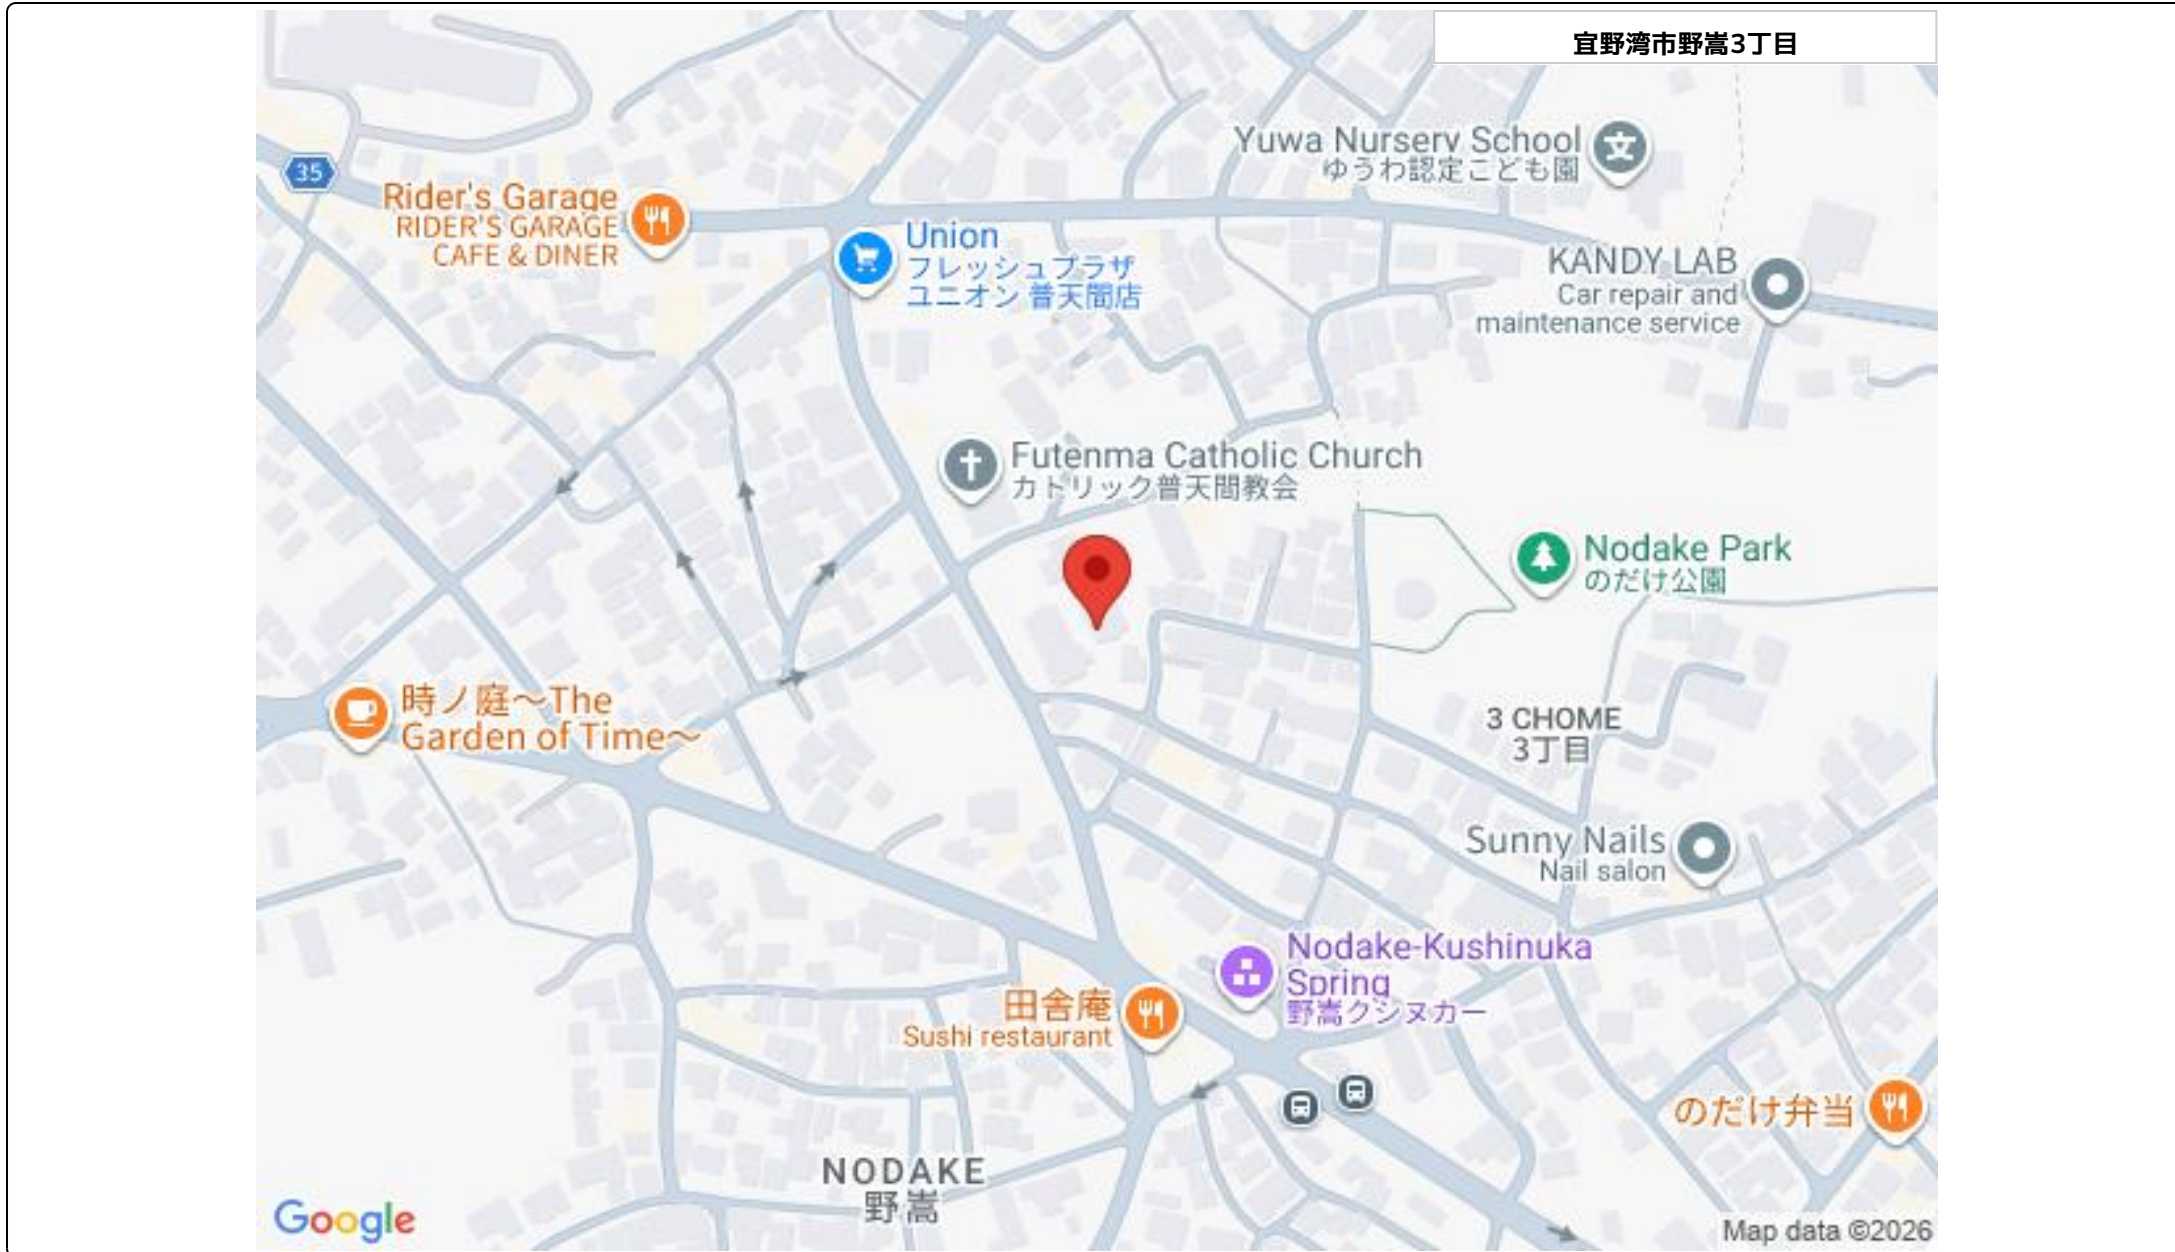 宜野湾市野嵩3丁目
Yuwa Nursery School
ゆうわ認定こども園
35
Rider's Garage
RIDER'S GARAGE
CAFE & DINER
Union
フレッシュプラザ
ユニオン 普天間店
KANDY LAB
Car repair and
maintenance service
Futenma Catholic Church
カトリック普天間教会
Nodake Park
のだけ公園
時ノ庭〜The
Garden of Time〜
3 CHOME
3丁目
Sunny Nails
Nail salon
Nodake-Kushinuka
Spring
野嵩クシヌカー
田舎庵
Sushi restaurant
のだけ弁当
NODAKE
野嵩
Google
Map data ©2026